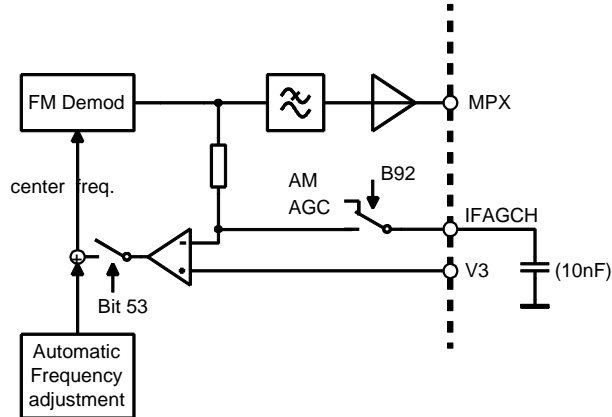 FM Demod
MPX
center freq.
AM
AGC
B92
IFAGCH
V3
(10nF)
Bit 53
Automatic
Frequency
adjustment